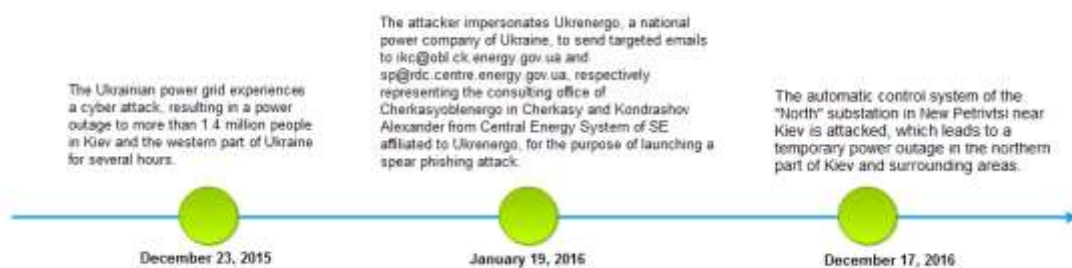 The Ukrainian power grid experiences
a cyber attack, resulting in a power
outage to more than 1.4 million people
in Kiev and the western part of Ukraine
for several hours.
December 23, 2015
The attacker impersonates Ukrenergo, a national
power company of Ukraine, to send targeted emails
to ikc@obl.ck.energy.gov.ua and
sp@rdc.centre.energy.gov.ua, respectively
representing the consulting office of
Cherkasyoblenergo in Cherkasy and Kondrashov
Alexander from Central Energy System of SE
affiliated to Ukrenergo, for the purpose of launching a
spear phishing attack.
January 19, 2016
The automatic control system of the
"North" substation in New Petrivtsi near
Kiev is attacked, which leads to a
temporary power outage in the northern
part of Kiev and surrounding areas.
December 17, 2016